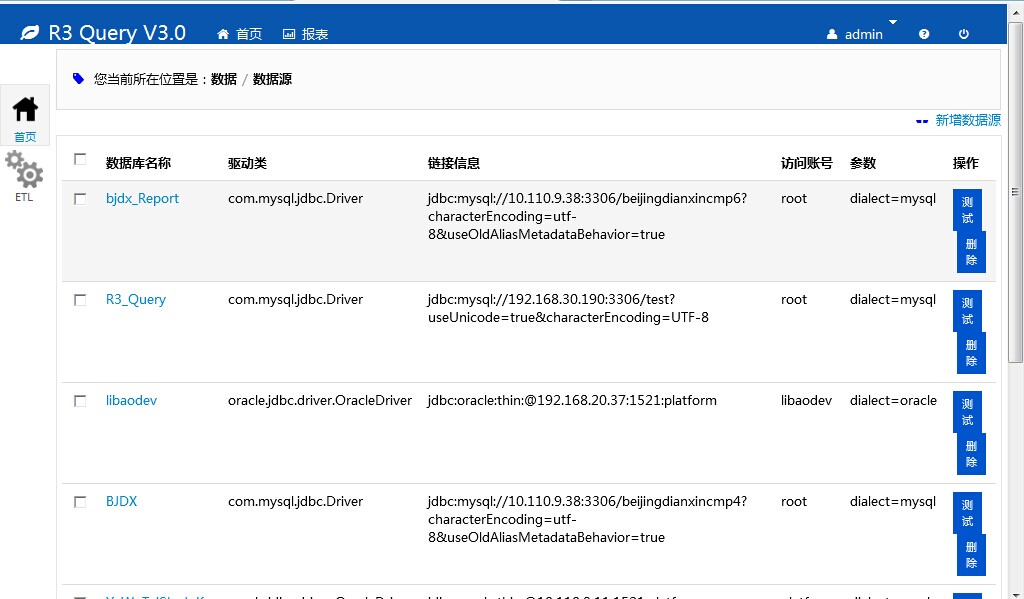 R3 Query V3.0 首页 报表 admin
您当前所在位置是：数据 / 数据源
首页
ETL
新增数据源
数据库名称 驱动类 链接信息 访问账号 参数 操作
bjdx_Report com.mysql.jdbc.Driver jdbc:mysql://10.110.9.38:3306/beijingdianxincmp6? root dialect=mysql 测试
characterEncoding=utf-
8&useOldAliasMetadataBehavior=true 删除
R3_Query com.mysql.jdbc.Driver jdbc:mysql://192.168.30.190:3306/test? root dialect=mysql 测试
useUnicode=true&characterEncoding=UTF-8 删除
libaodev oracle.jdbc.driver.OracleDriver jdbc:oracle:thin:@192.168.20.37:1521:platform libaodev dialect=oracle 测试
删除
BJDX com.mysql.jdbc.Driver jdbc:mysql://10.110.9.38:3306/beijingdianxincmp4? root dialect=mysql 测试
characterEncoding=utf-
8&useOldAliasMetadataBehavior=true 删除